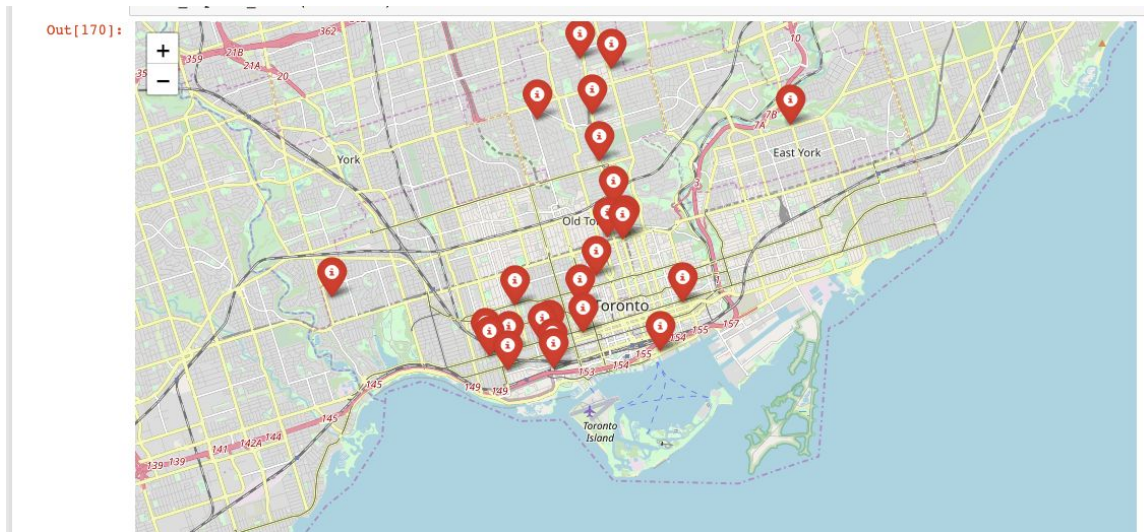 Out[170]:
+
−
362
359
21B
21A
20
35
10
7B
7A
York
East York
Old To
Toronto
157
155
154
155
154
153
149
149
145
145
144
142A
141
139
139
Toronto
Island